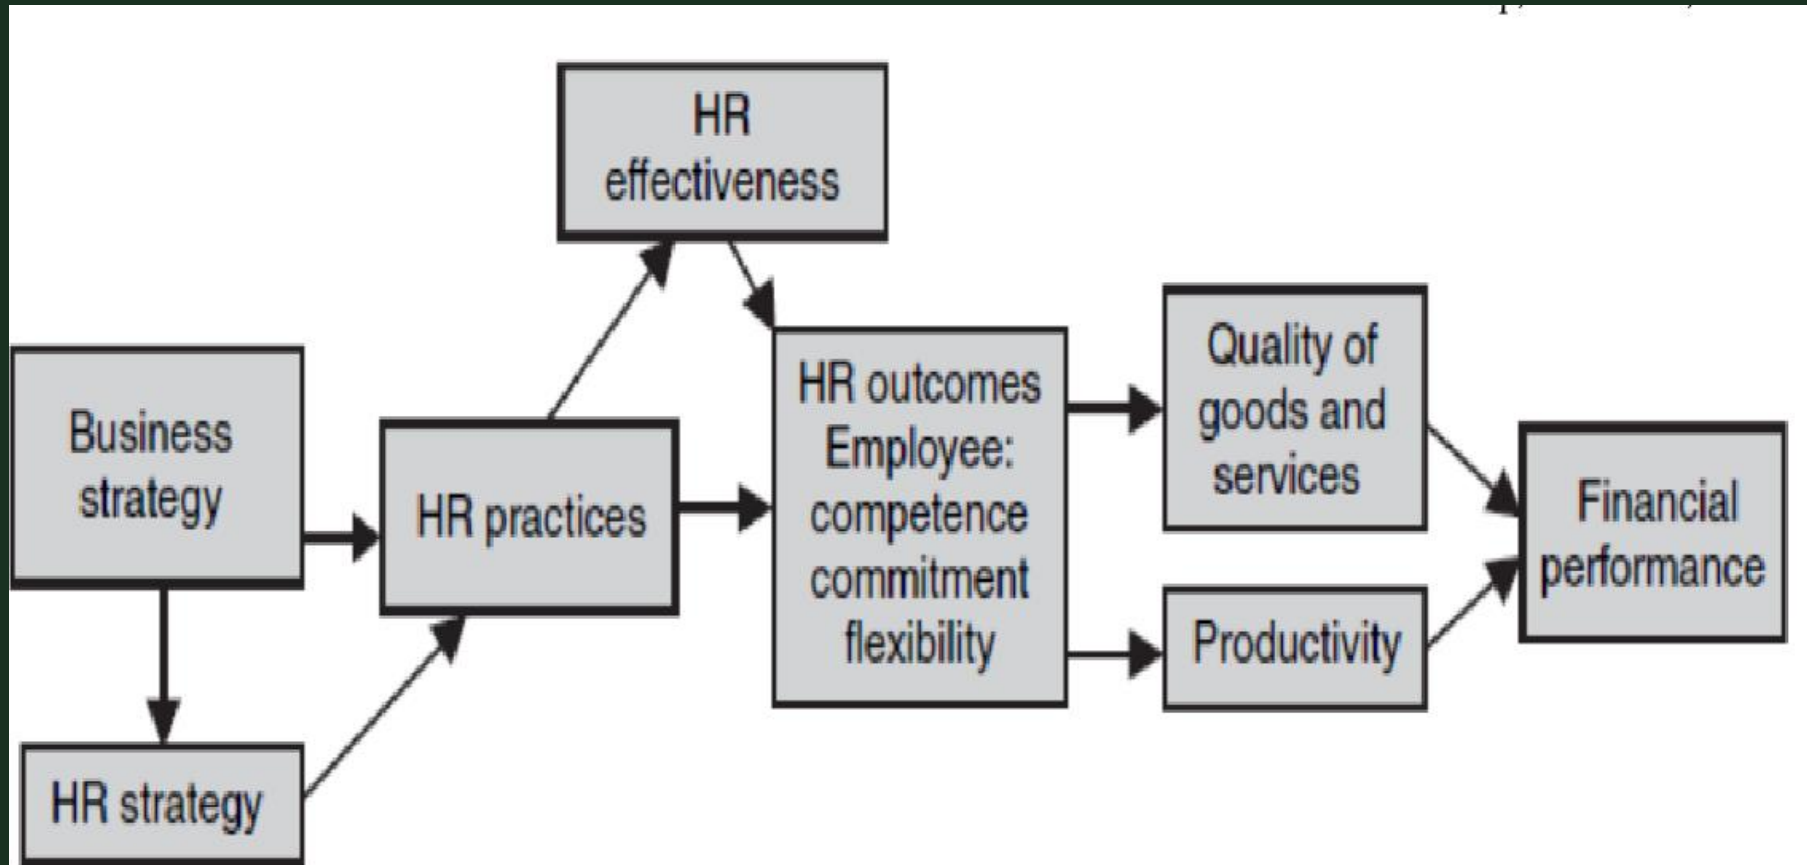 HR
effectiveness
Business
strategy
HR practices
HR strategy
HR outcomes
Employee:
competence
commitment
flexibility
Quality of
goods and
services
Productivity
Financial
performance